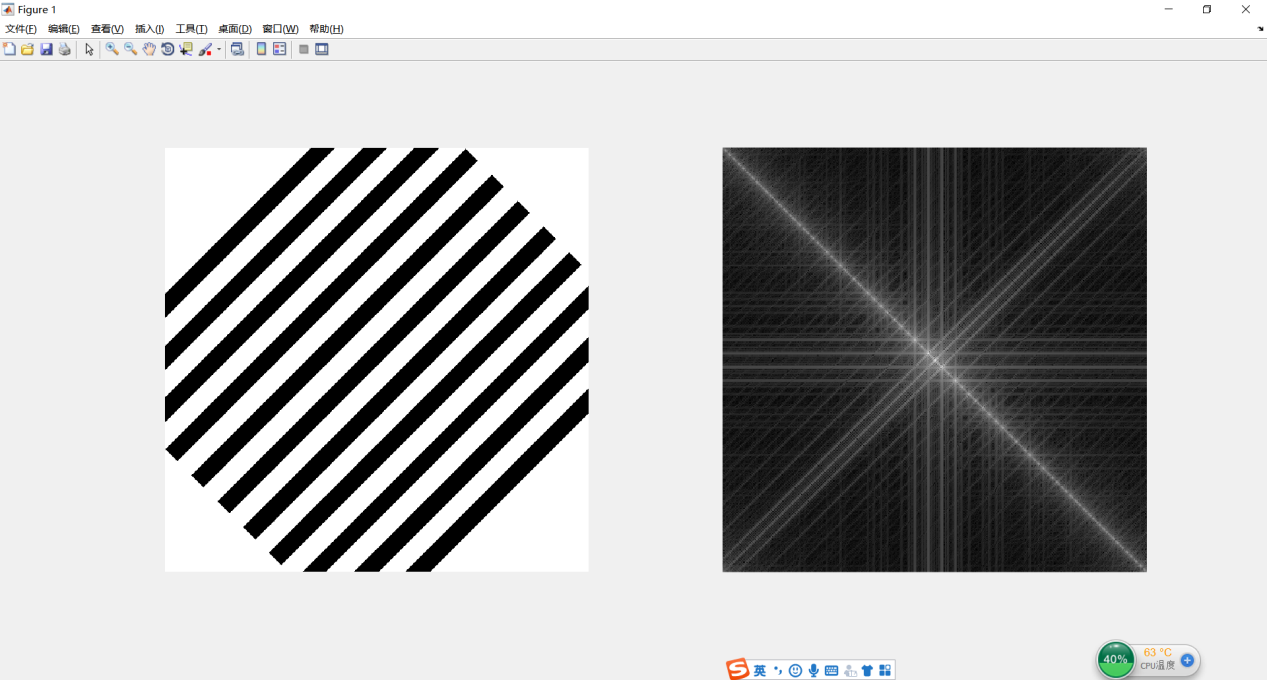 Figure 1
文件(F) 编辑(E) 查看(V) 插入(I) 工具(T) 桌面(D) 窗口(W) 帮助(H)
英
40%
63 °C
CPU温度